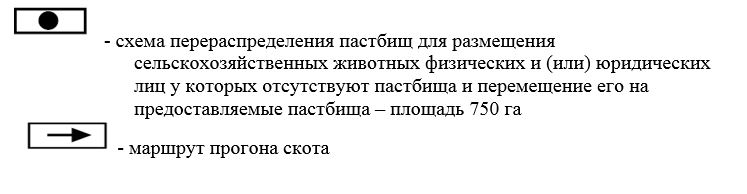 - схема перераспределения пастбищ для размещения
сельскохозяйственных животных физических и (или) юридических
лиц у которых отсутствуют пастбища и перемещение его на
предоставляемые пастбища – площадь 750 га
- маршрут прогона скота